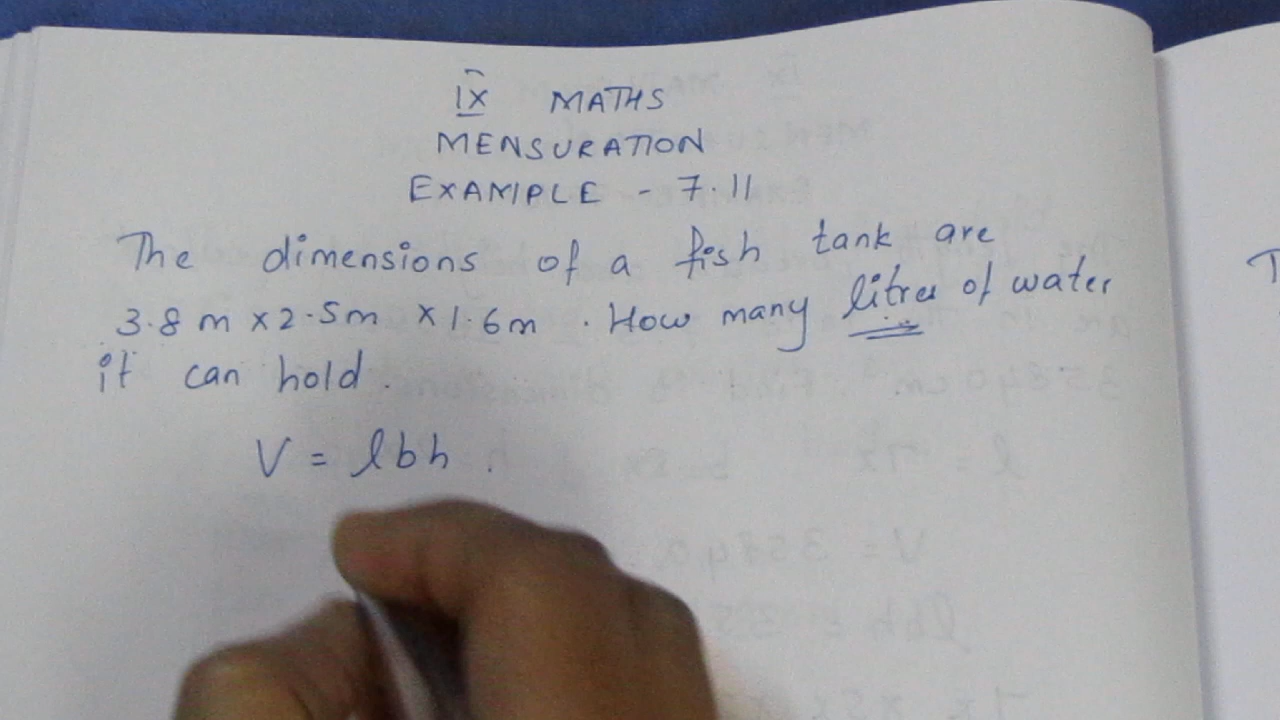 IX MATHS
MENSURATION
EXAMPLE - 7.11
The dimensions of a fish tank are
3.8 m x 2.5m x 1.6m. How many litres of water
it can hold.
V = lbh.